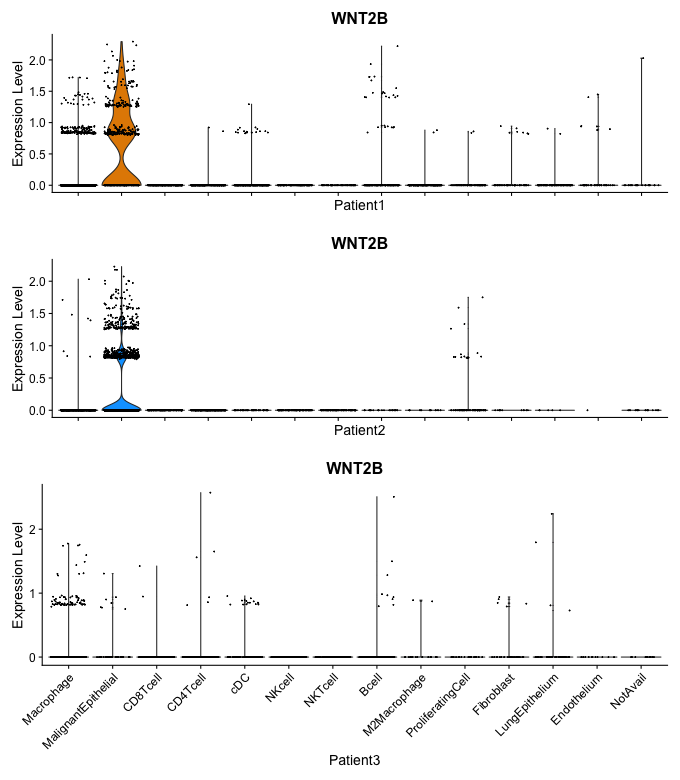 WNT2B
Expression Level
2.0
1.5
1.0
0.5
0.0
Patient1
WNT2B
Expression Level
2.0
1.5
1.0
0.5
0.0
Patient2
WNT2B
Expression Level
2
1
0
Macrophage
MalignantEpithelial
CD8Tcell
CD4Tcell
cDC
NKcell
NKTcell
Bcell
M2Macrophage
ProliferatingCell
Fibroblast
LungEpithelium
Endothelium
NotAvail
Patient3